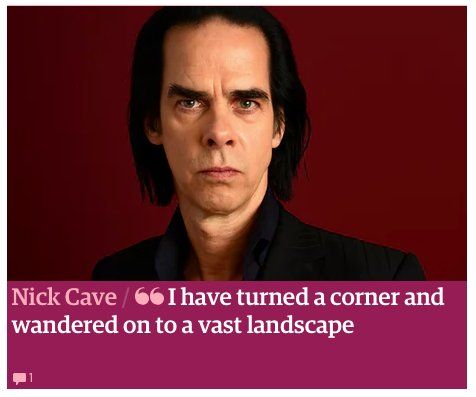 Nick Cave / ❝ I have turned a corner and
wandered on to a vast landscape
1